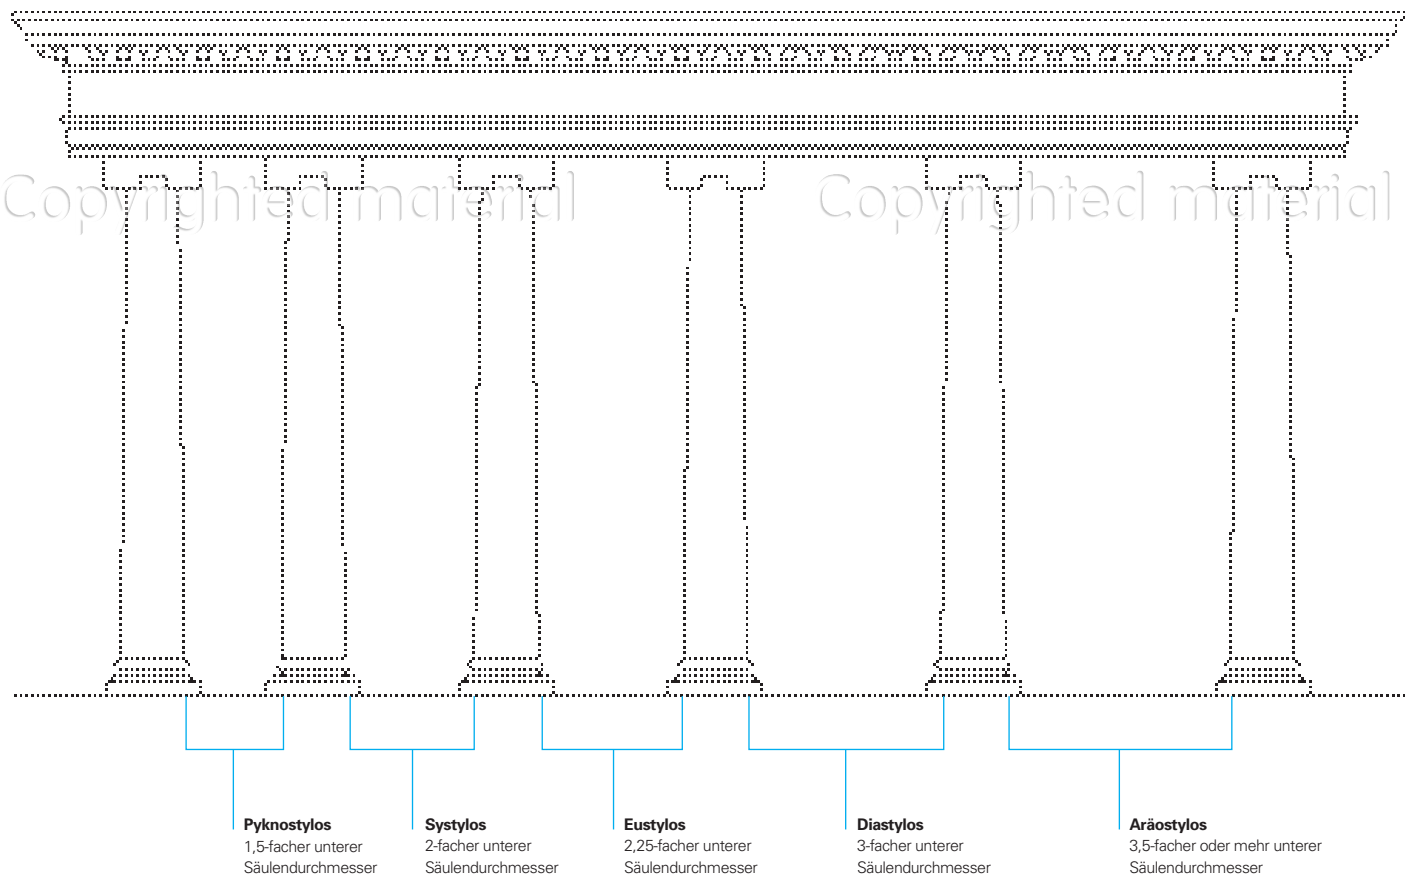 Copyrighted material Copyrighted material
Pyknostylos
1,5-facher unterer
Säulendurchmesser
Systylos
2-facher unterer
Säulendurchmesser
Eustylos
2,25-facher unterer
Säulendurchmesser
Diastylos
3-facher unterer
Säulendurchmesser
Aräostylos
3,5-facher oder mehr unterer
Säulendurchmesser